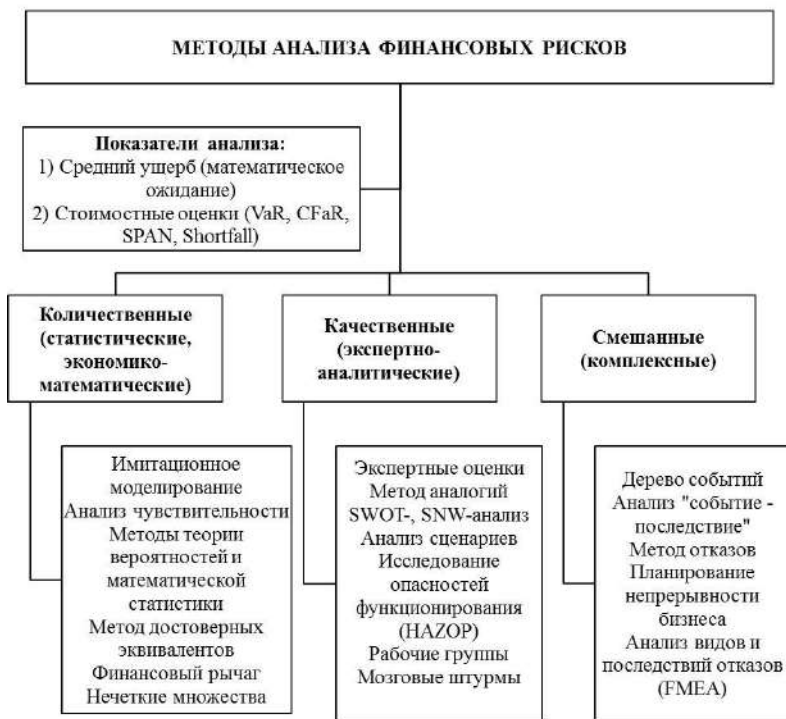 МЕТОДЫ АНАЛИЗА ФИНАНСОВЫХ РИСКОВ
Показатели анализа:
1) Средний ущерб (математическое
ожидание)
2) Стоимостные оценки (VaR, CFaR,
SPAN, Shortfall)
Количественные
(статистические,
экономико-
математические)
Качественные
(экспертно-
аналитические)
Смешанные
(комплексные)
Имитационное
моделирование
Анализ чувствительности
Методы теории
вероятностей и
математической
статистики
Метод достоверных
эквивалентов
Финансовый рычаг
Нечеткие множества
Экспертные оценки
Метод аналогий
SWOT-, SNW-анализ
Анализ сценариев
Исследование
опасностей
функционирования
(HAZOP)
Рабочие группы
Мозговые штурмы
Дерево событий
Анализ "событие -
последствие"
Метод отказов
Планирование
непрерывности
бизнеса
Анализ видов и
последствий отказов
(FMEA)